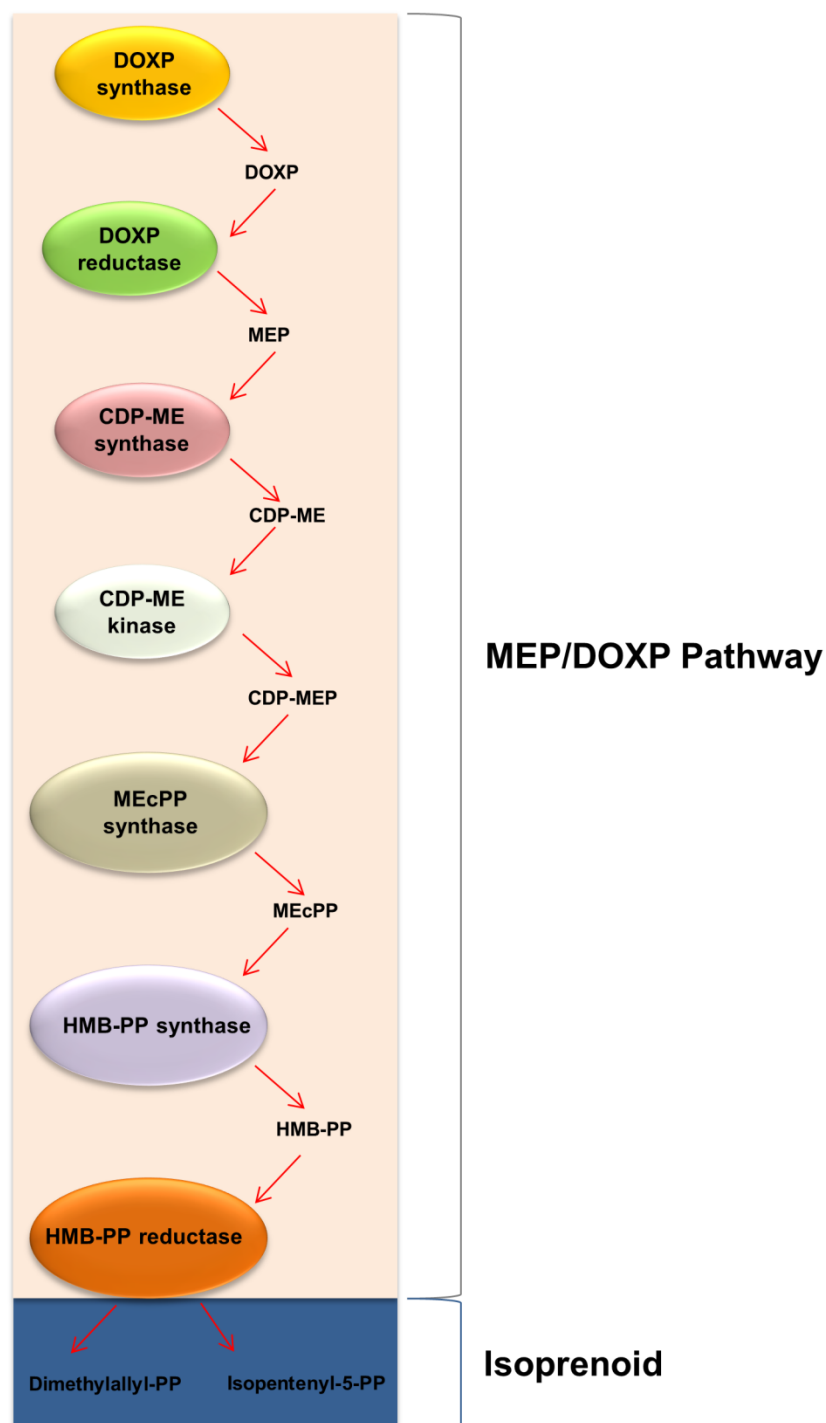 DOXP
synthase
DOXP
DOXP
reductase
MEP
CDP-ME
synthase
CDP-ME
CDP-ME
kinase
CDP-MEP
MEcPP
synthase
MEcPP
HMB-PP synthase
HMB-PP
HMB-PP reductase
Dimethylallyl-PP
Isopentenyl-5-PP
MEP/DOXP Pathway
Isoprenoid